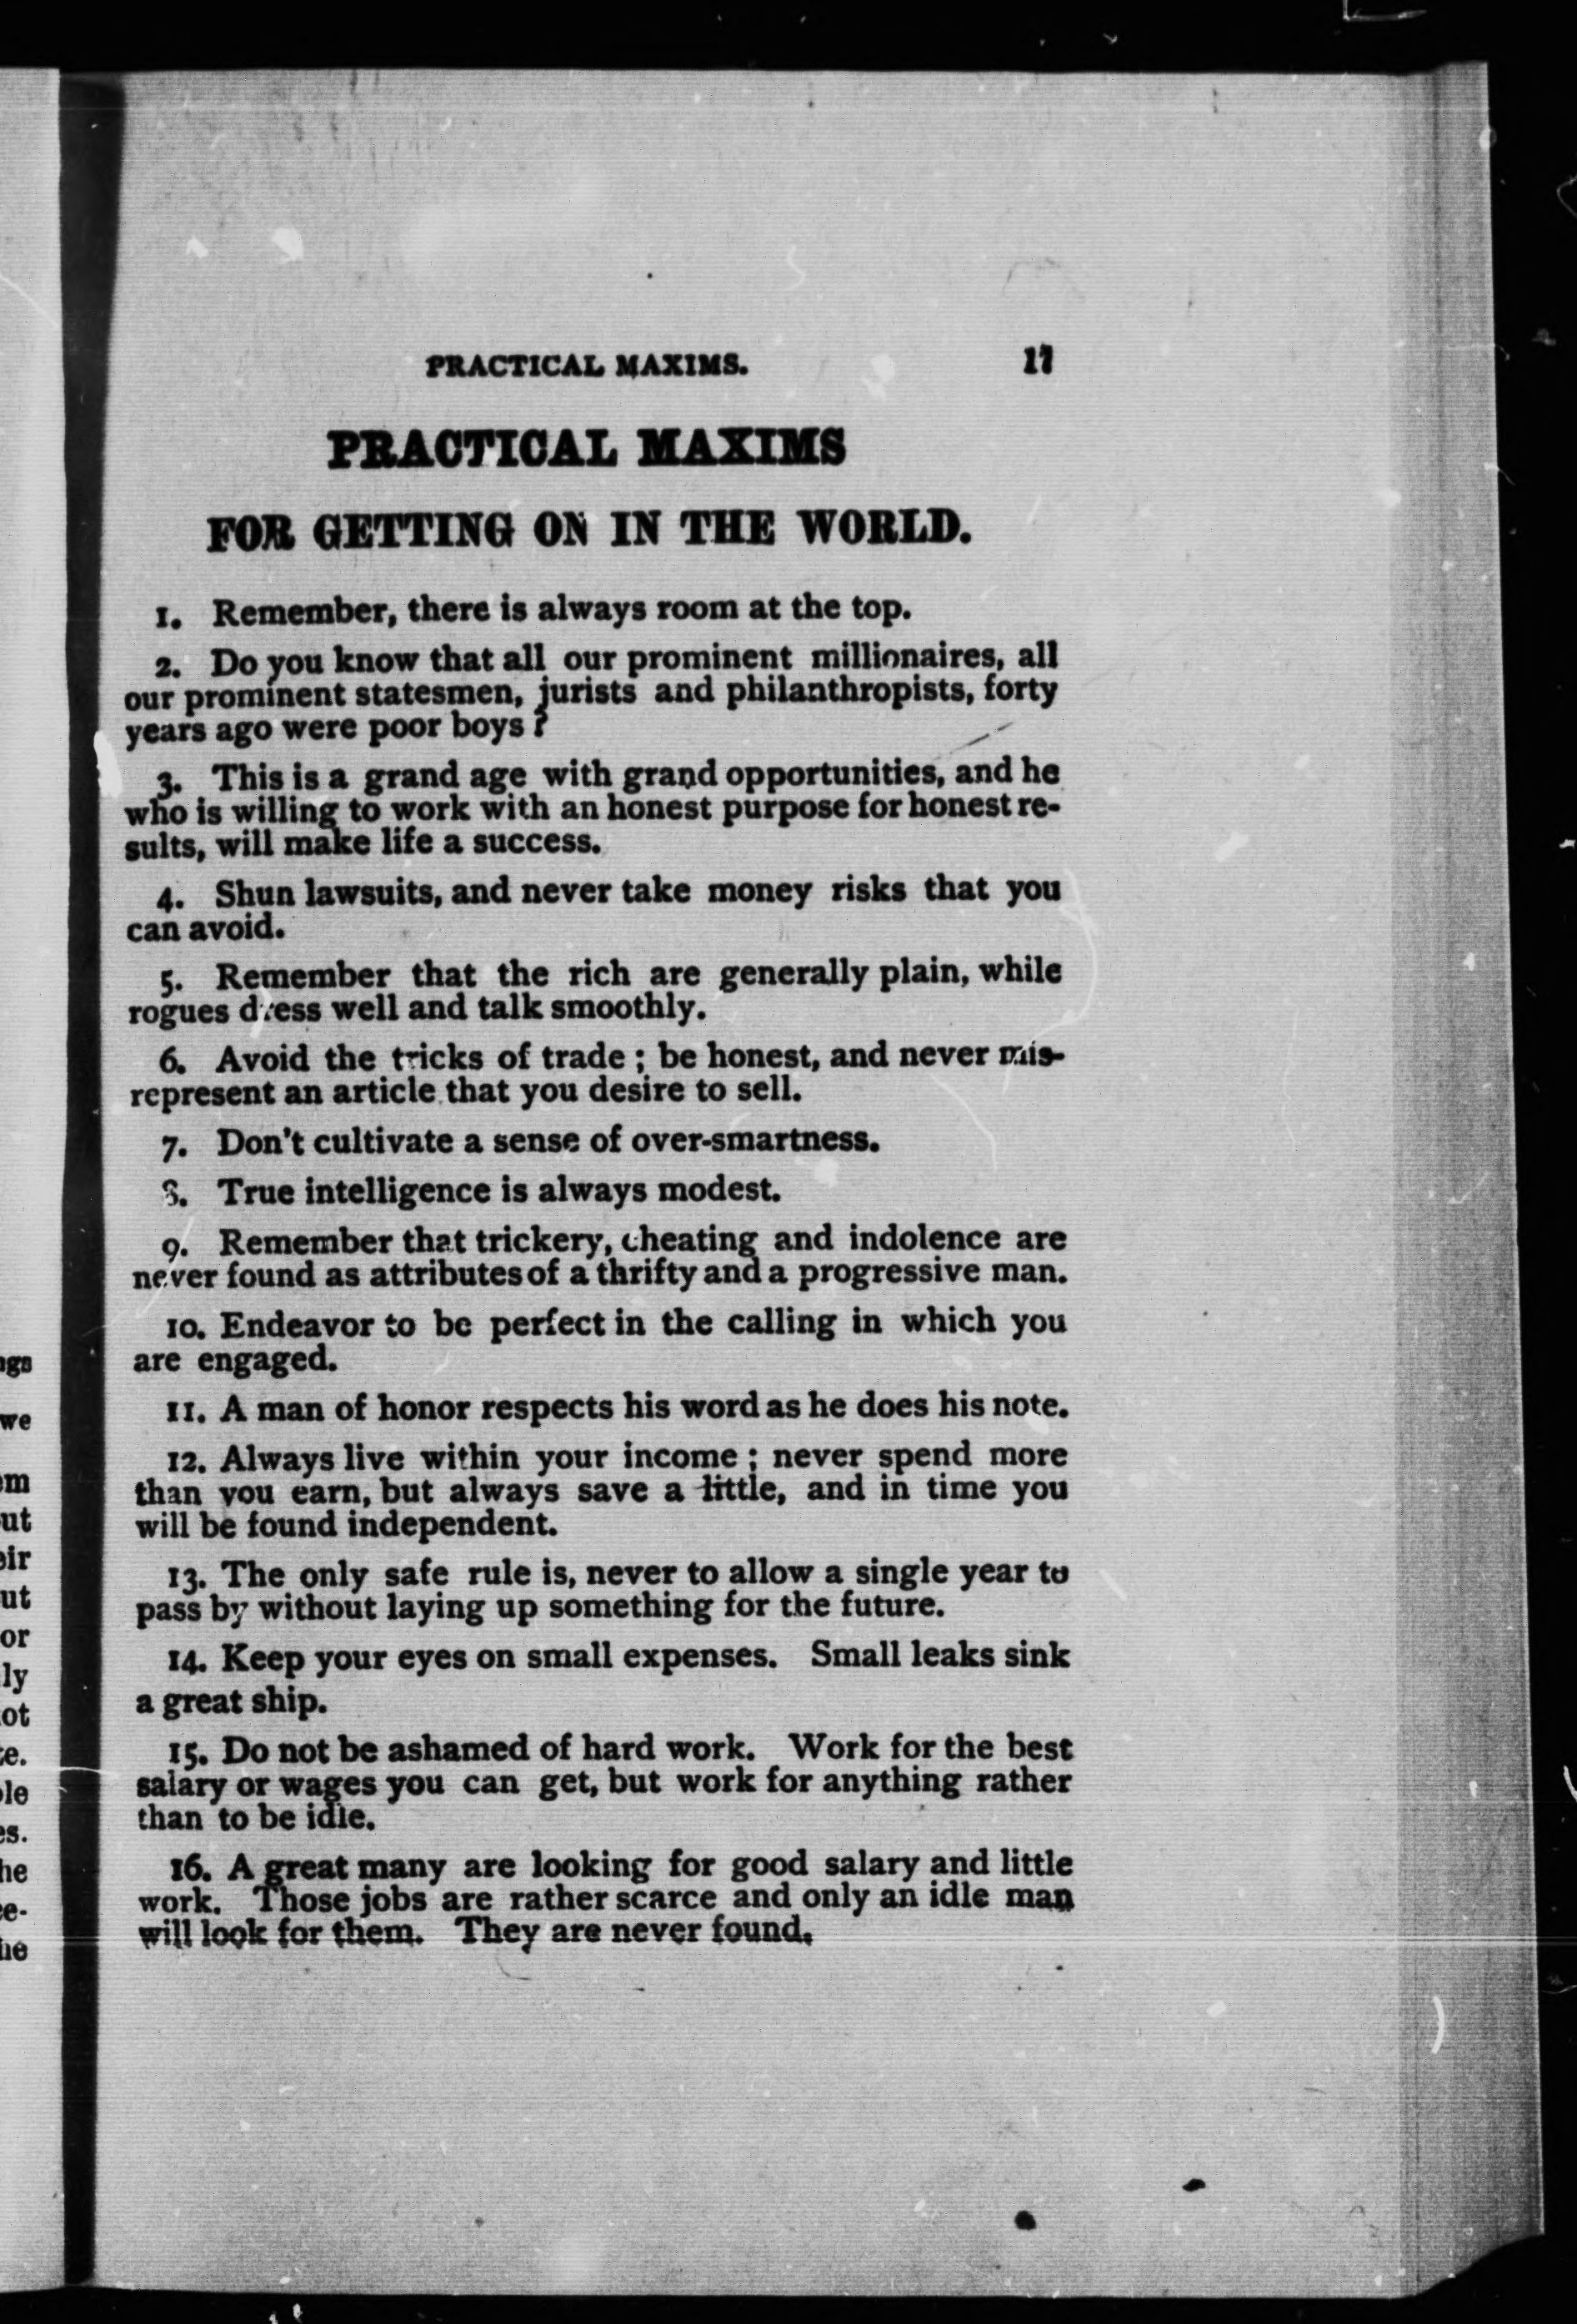 PRACTICAL MAXIMS. 17
PRACTICAL MAXIMS
FOR GETTING ON IN THE WORLD.
1. Remember, there is always room at the top.
2. Do you know that all our prominent millionaires, all
our prominent statesmen, jurists and philanthropists, forty
years ago were poor boys ?
3. This is a grand age with grand opportunities, and he
who is willing to work with an honest purpose for honest re-
sults, will make life a success.
4. Shun lawsuits, and never take money risks that you
can avoid.
5. Remember that the rich are generally plain, while
rogues dress well and talk smoothly.
6. Avoid the tricks of trade ; be honest, and never mis-
represent an article that you desire to sell.
7. Don't cultivate a sense of over-smartness.
8. True intelligence is always modest.
9. Remember that trickery, cheating and indolence are
never found as attributes of a thrifty and a progressive man.
10. Endeavor to be perfect in the calling in which you
are engaged.
11. A man of honor respects his word as he does his note.
12. Always live within your income ; never spend more
than you earn, but always save a little, and in time you
will be found independent.
13. The only safe rule is, never to allow a single year to
pass by without laying up something for the future.
14. Keep your eyes on small expenses. Small leaks sink
a great ship.
15. Do not be ashamed of hard work. Work for the best
salary or wages you can get, but work for anything rather
than to be idle.
16. A great many are looking for good salary and little
work. Those jobs are rather scarce and only an idle man
will look for them. They are never found.